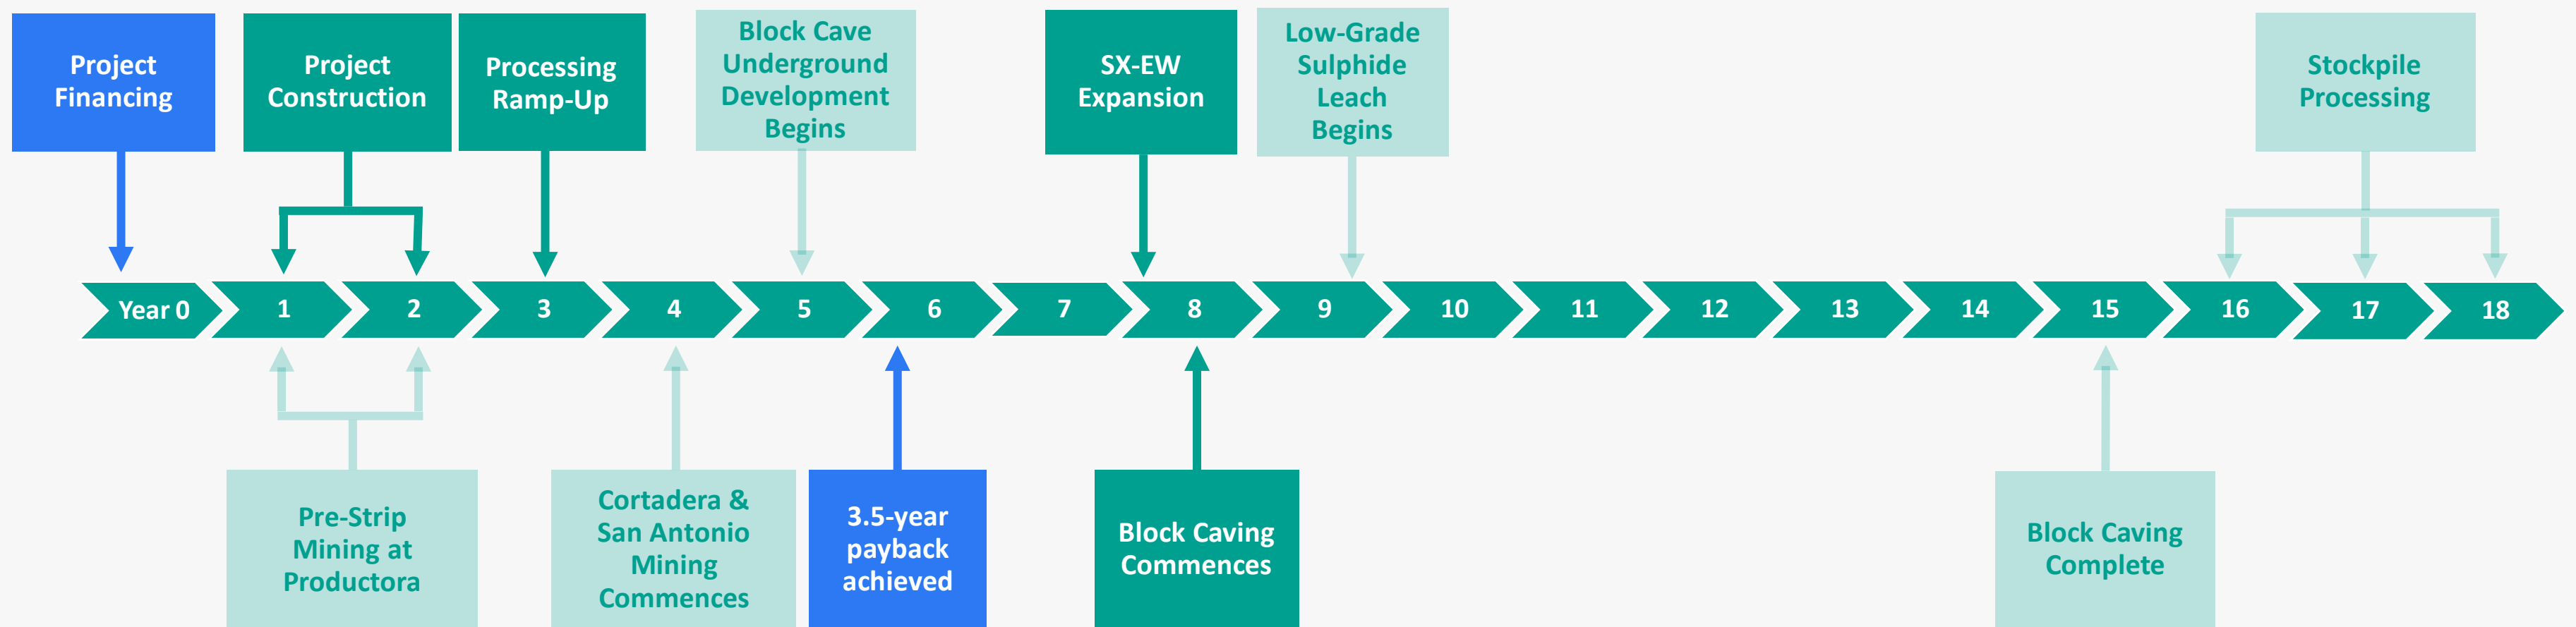 Project
Financing
Project
Construction
Processing
Ramp-Up
Block Cave
Underground
Development
Begins
SX-EW
Expansion
Low-Grade
Sulphide
Leach
Begins
Stockpile
Processing
Year 0 1 2 3 4 5 6 7 8 9 10 11 12 13 14 15 16 17 18
Pre-Strip
Mining at
Productora
Cortadera &
San Antonio
Mining
Commences
3.5-year
payback
achieved
Block Caving
Commences
Block Caving
Complete